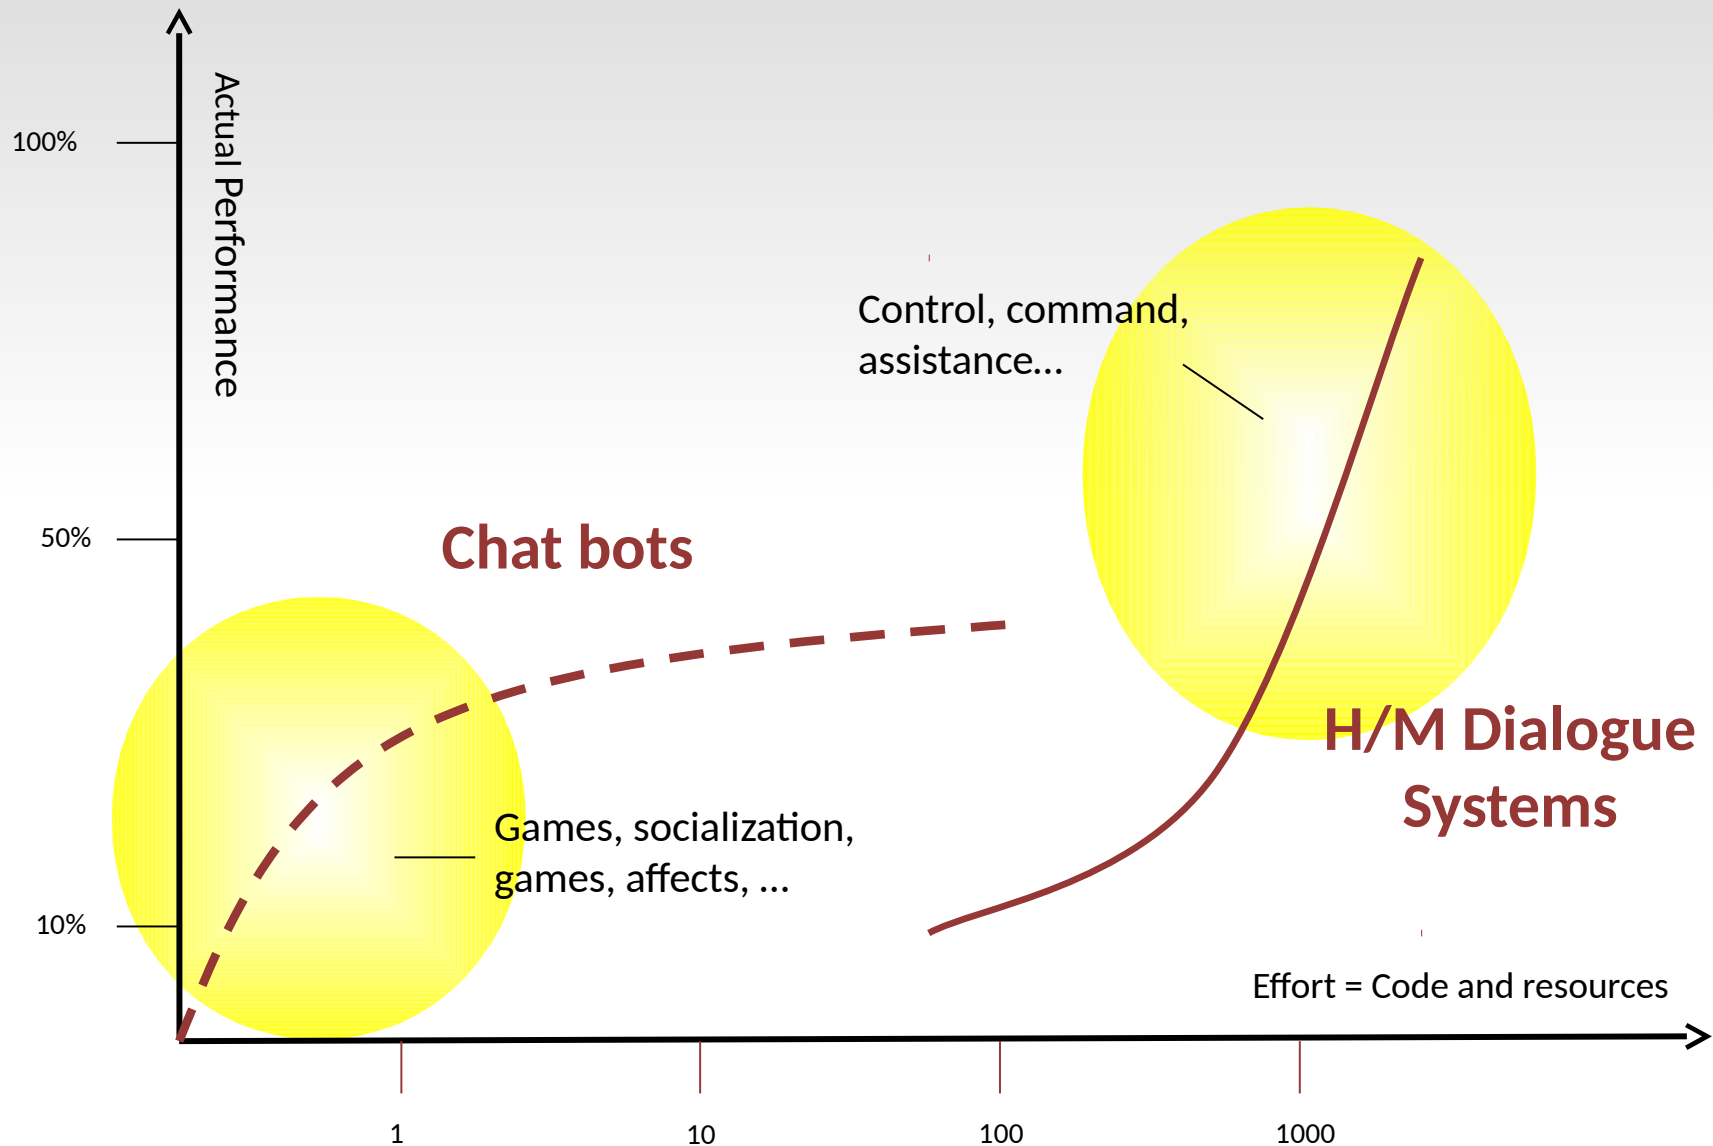 Actual Performance
100%
Control, command,
assistance...
50%
Chat bots
H/M Dialogue
Systems
Games, socialization,
games, affects, ...
10%
Effort = Code and resources
1
10
100
1000